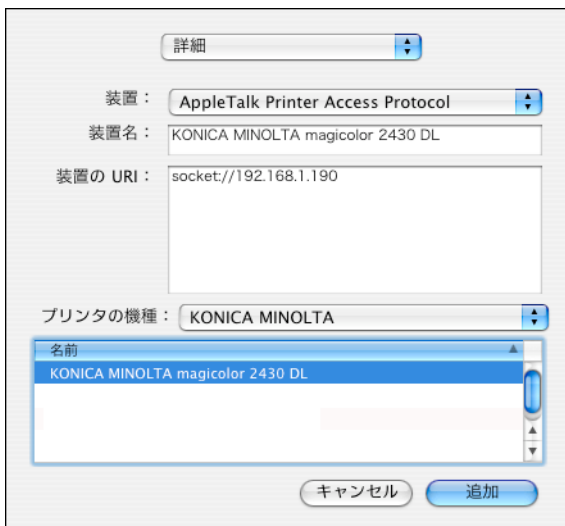 詳細
装置： AppleTalk Printer Access Protocol
装置名： KONICA MINOLTA magicolor 2430 DL
装置の URI： socket://192.168.1.190
プリンタの機種： KONICA MINOLTA
名前
KONICA MINOLTA magicolor 2430 DL
キャンセル 追加